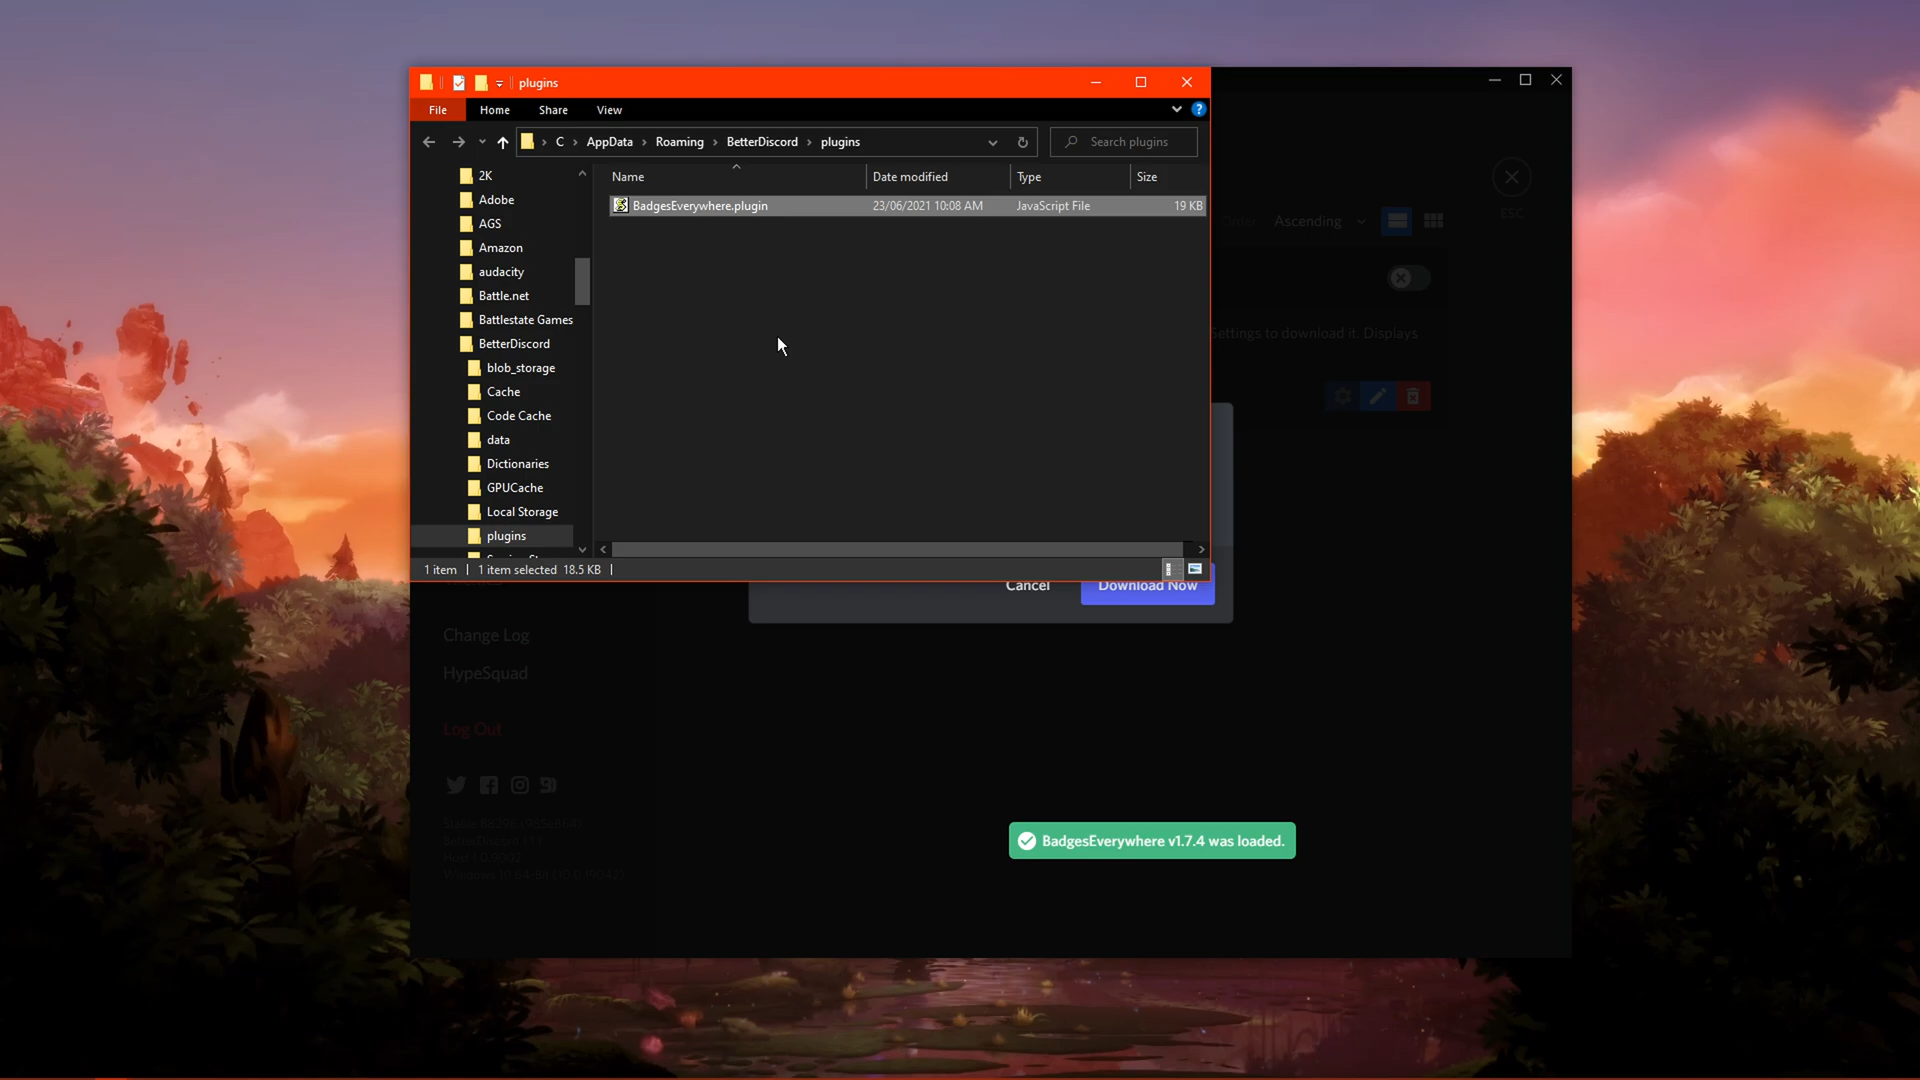 plugins
File
Home
Share
View
C
AppData
Roaming
BetterDiscord
plugins
Search plugins
2K
Adobe
AGS
Amazon
audacity
Battle.net
Battlestate Games
BetterDiscord
blob_storage
Cache
Code Cache
data
Dictionaries
GPUCache
Local Storage
plugins
Name
Date modified
Type
Size
BadgesEverywhere.plugin
23/06/2021 10:08 AM
JavaScript File
19 KB
1 item
1 item selected 18.5 KB
ESC
Order
Ascending
Settings to download it. Displays
Cancel
Download Now
Change Log
HypeSquad
Log Out
BadgesEverywhere v1.7.4 was loaded.